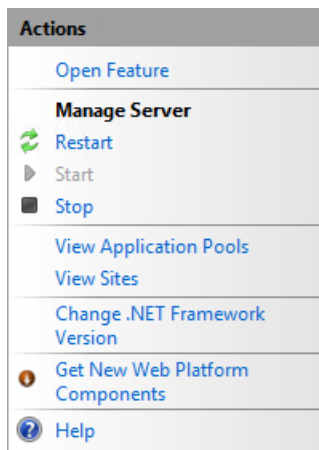 Actions
Open Feature
Manage Server
Restart
Start
Stop
View Application Pools
View Sites
Change .NET Framework
Version
Get New Web Platform
Components
Help